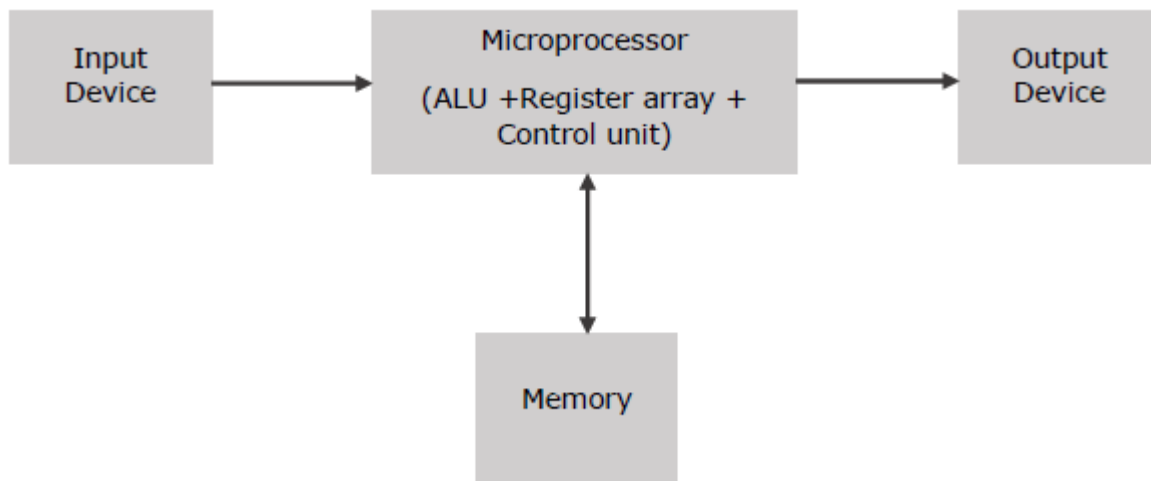 Input
Device
Microprocessor
(ALU +Register array +
Control unit)
Output
Device
Memory